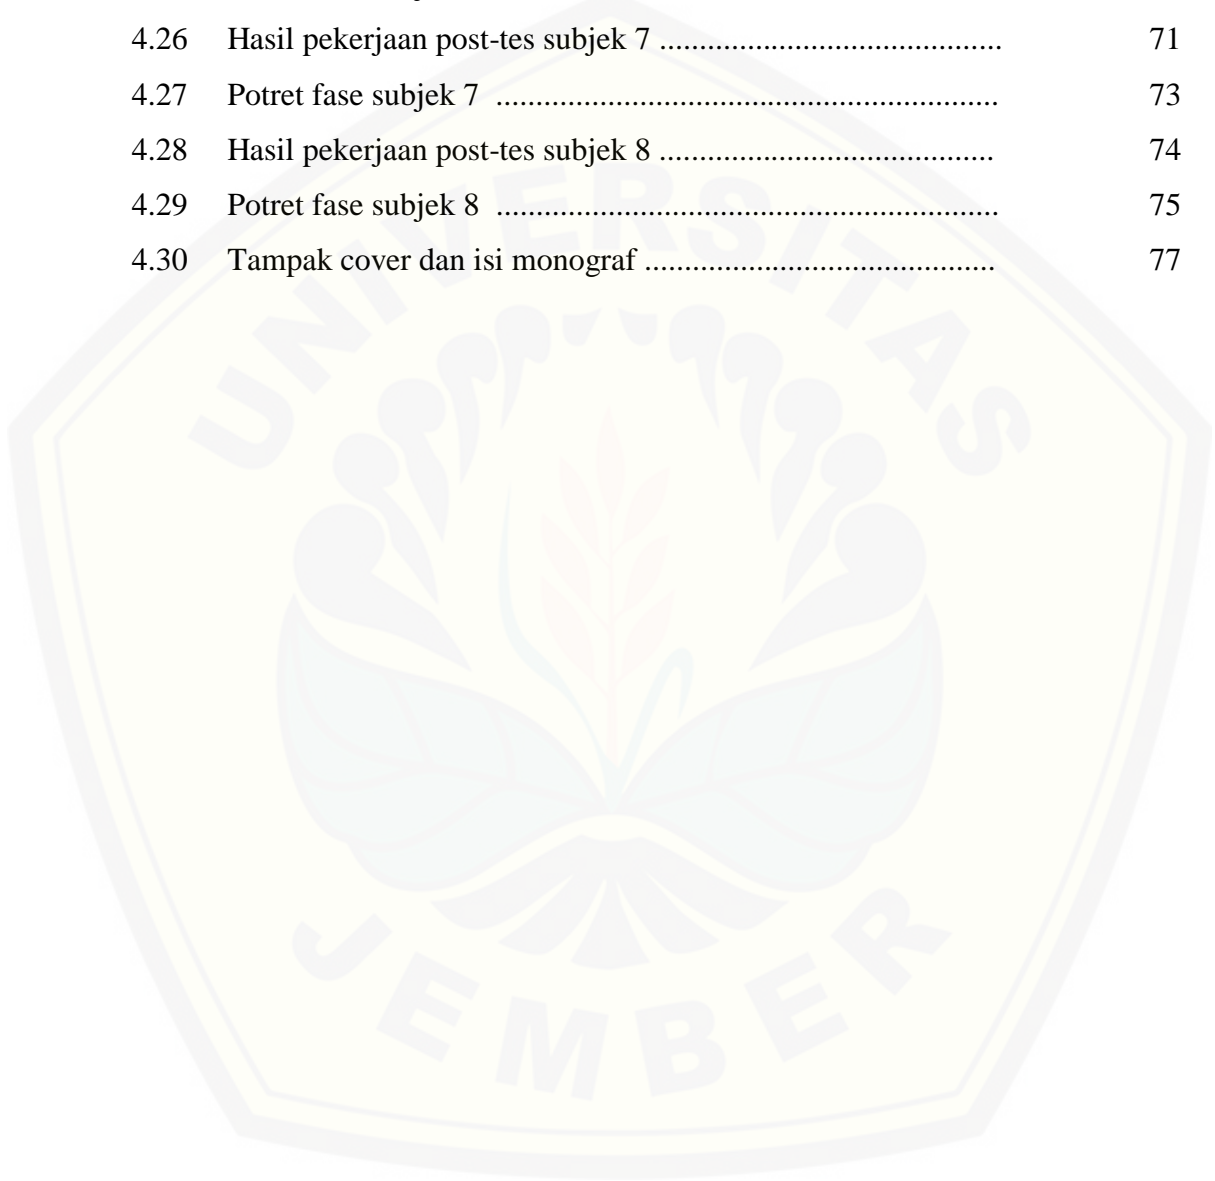 4.26 Hasil pekerjaan post-tes subjek 7 ........................................... 71
4.27 Potret fase subjek 7 ............................................................... 73
4.28 Hasil pekerjaan post-tes subjek 8 .......................................... 74
4.29 Potret fase subjek 8 ............................................................... 75
4.30 Tampak cover dan isi monograf ............................................ 77
UNIVERSITAS
JEMBER